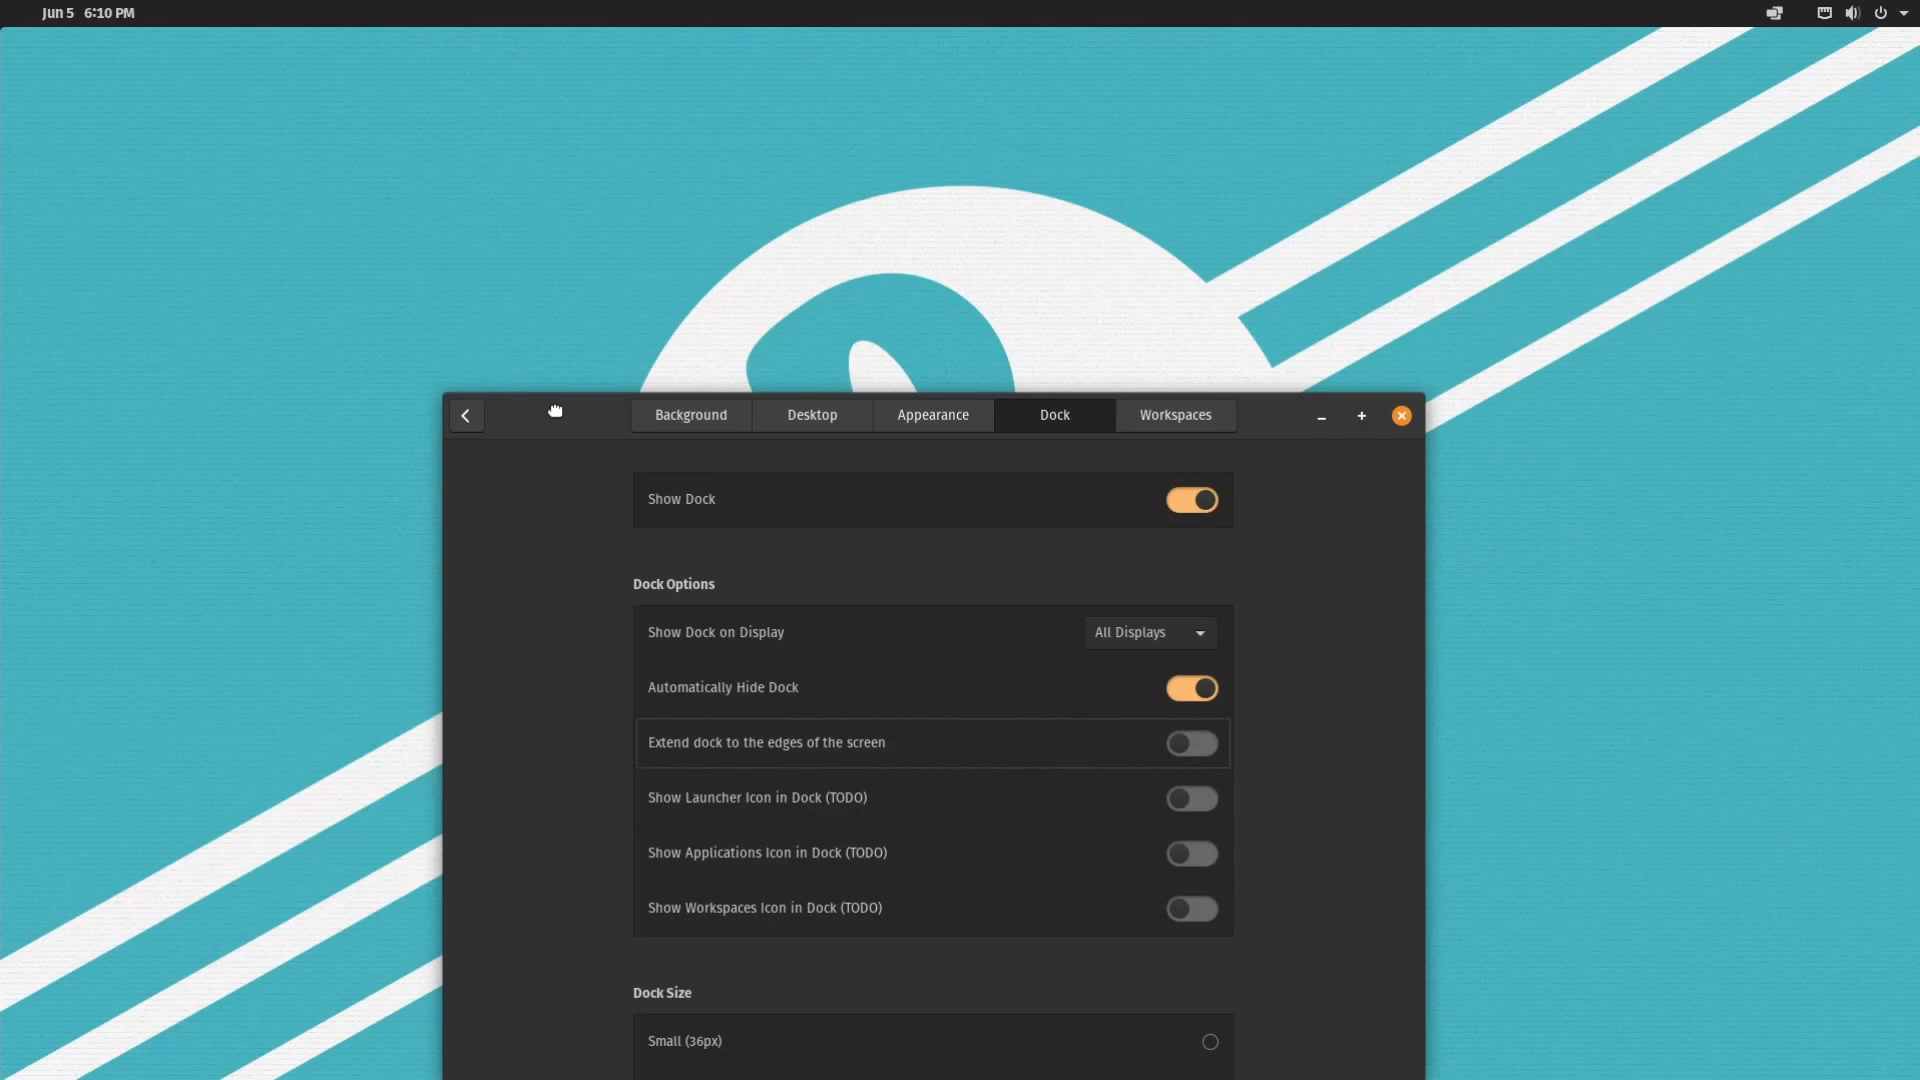 Jun 5 6:10 PM
Background
Desktop
Appearance
Dock
Workspaces
Show Dock
Dock Options
Show Dock on Display
All Displays
Automatically Hide Dock
Extend dock to the edges of the screen
Show Launcher Icon in Dock (TODO)
Show Applications Icon in Dock (TODO)
Show Workspaces Icon in Dock (TODO)
Dock Size
Small (36px)